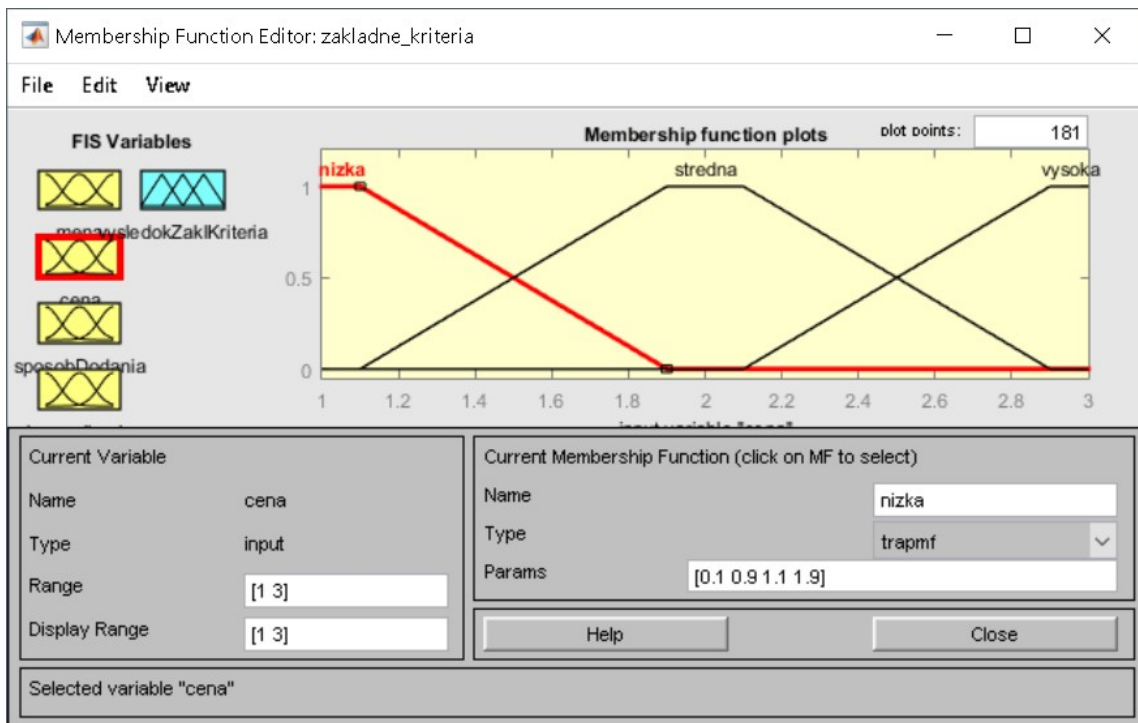 Membership Function Editor: zakladne_kriteria
File Edit View
FIS Variables
Membership function plots
plot points: 181
vysledokZaklKriteria
cena
sposobDodania
nizka stredna vysoka
1
0.5
0
1 1.2 1.4 1.6 1.8 2 2.2 2.4 2.6 2.8 3
input variable "cena"
Current Variable
Name cena
Type input
Range [1 3]
Display Range [1 3]
Current Membership Function (click on MF to select)
Name nizka
Type trapmf
Params [0.1 0.9 1.1 1.9]
Help Close
Selected variable "cena"